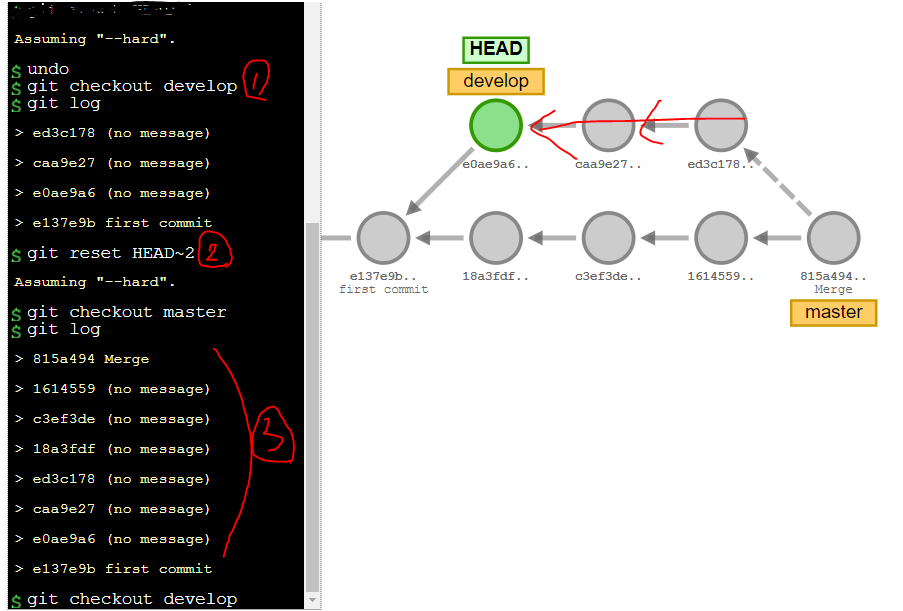 Assuming "--hard".
$ undo
$ git checkout develop
1
$ git log
> ed3c178 (no message)
> caa9e27 (no message)
> e0ae9a6 (no message)
> e137e9b first commit
$ git reset HEAD~2
2
Assuming "--hard".
$ git checkout master
$ git log
> 815a494 Merge
> 1614559 (no message)
> c3ef3de (no message)
> 18a3fdf (no message)
> ed3c178 (no message)
> caa9e27 (no message)
> e0ae9a6 (no message)
> e137e9b first commit
3
$ git checkout develop
HEAD
develop
e0ae9a6.. caa9e27.. ed3c178..
e137e9b.. 18a3fdf.. c3ef3de.. 1614559.. 815a494..
first commit Merge
master